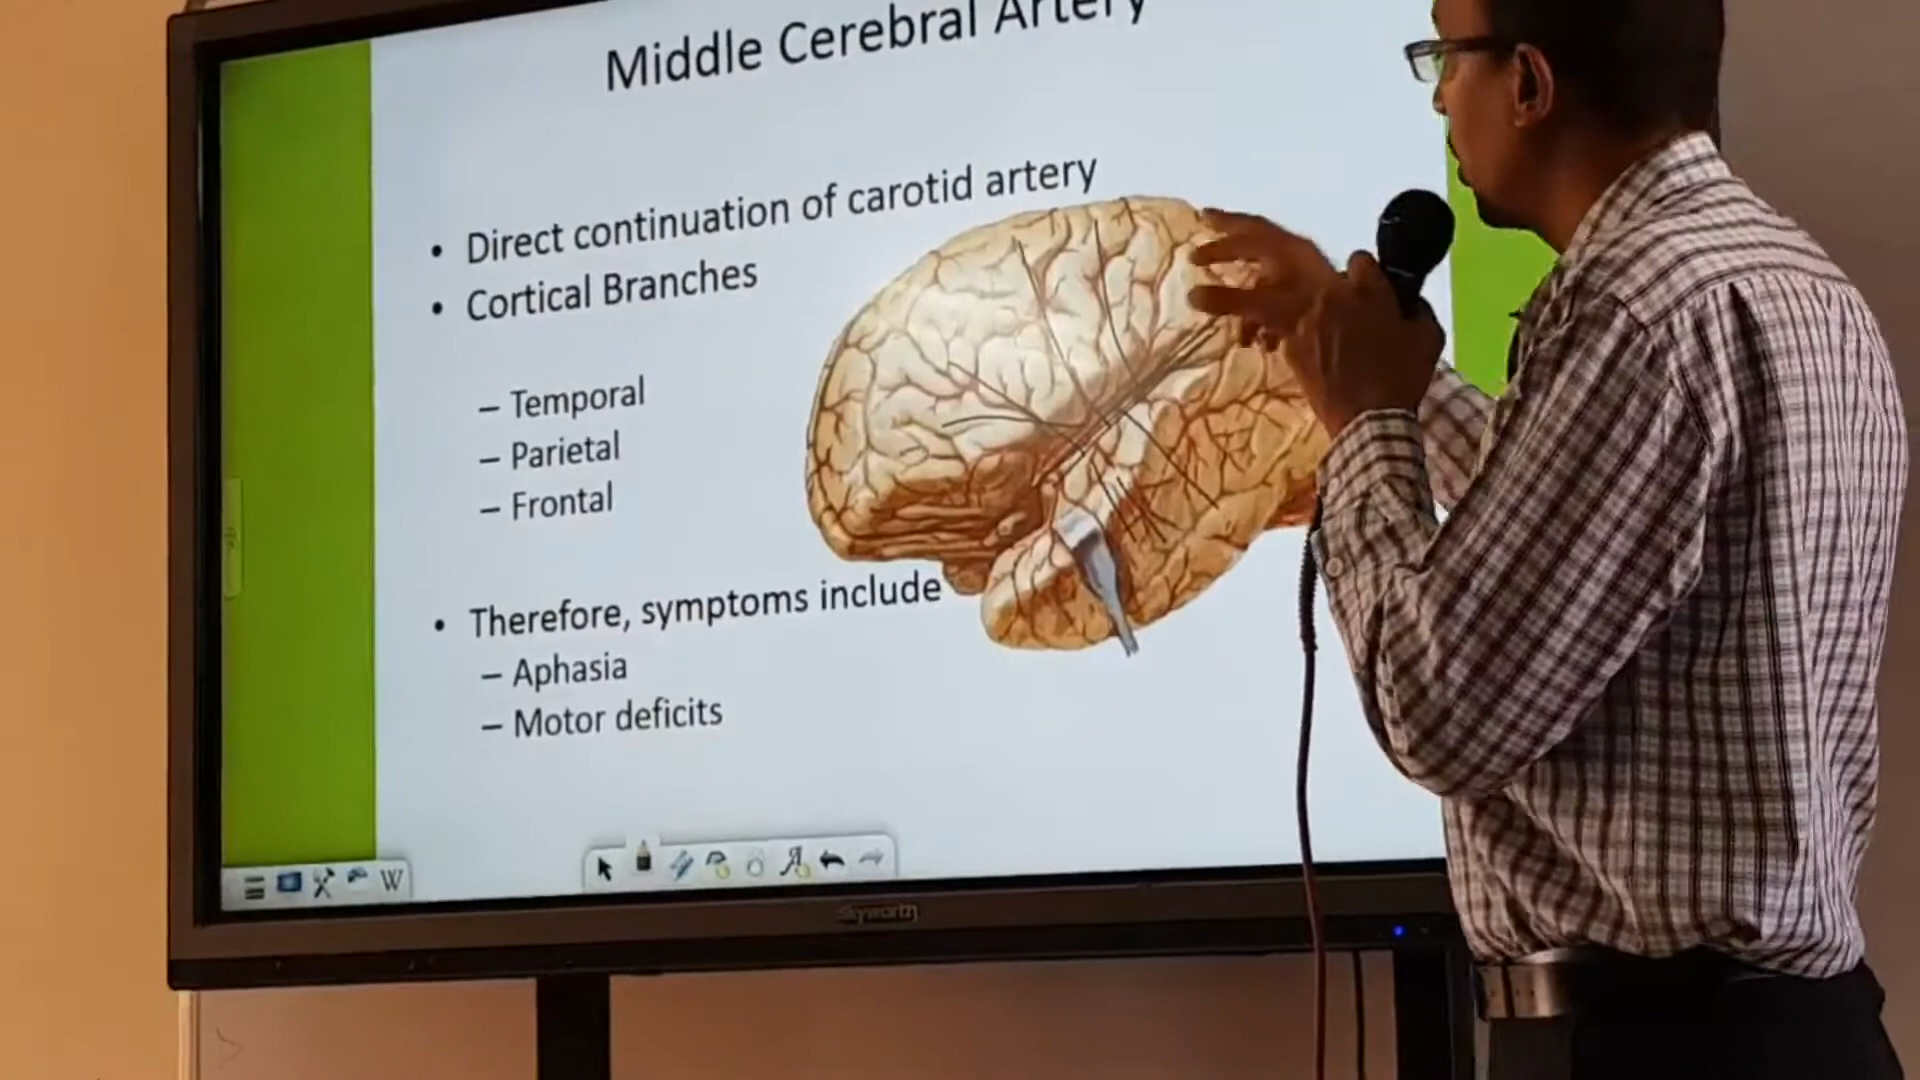 Middle Cerebral Artery
• Direct continuation of carotid artery
• Cortical Branches
– Temporal
– Parietal
– Frontal
• Therefore, symptoms include
– Aphasia
– Motor deficits
W
Skyworth